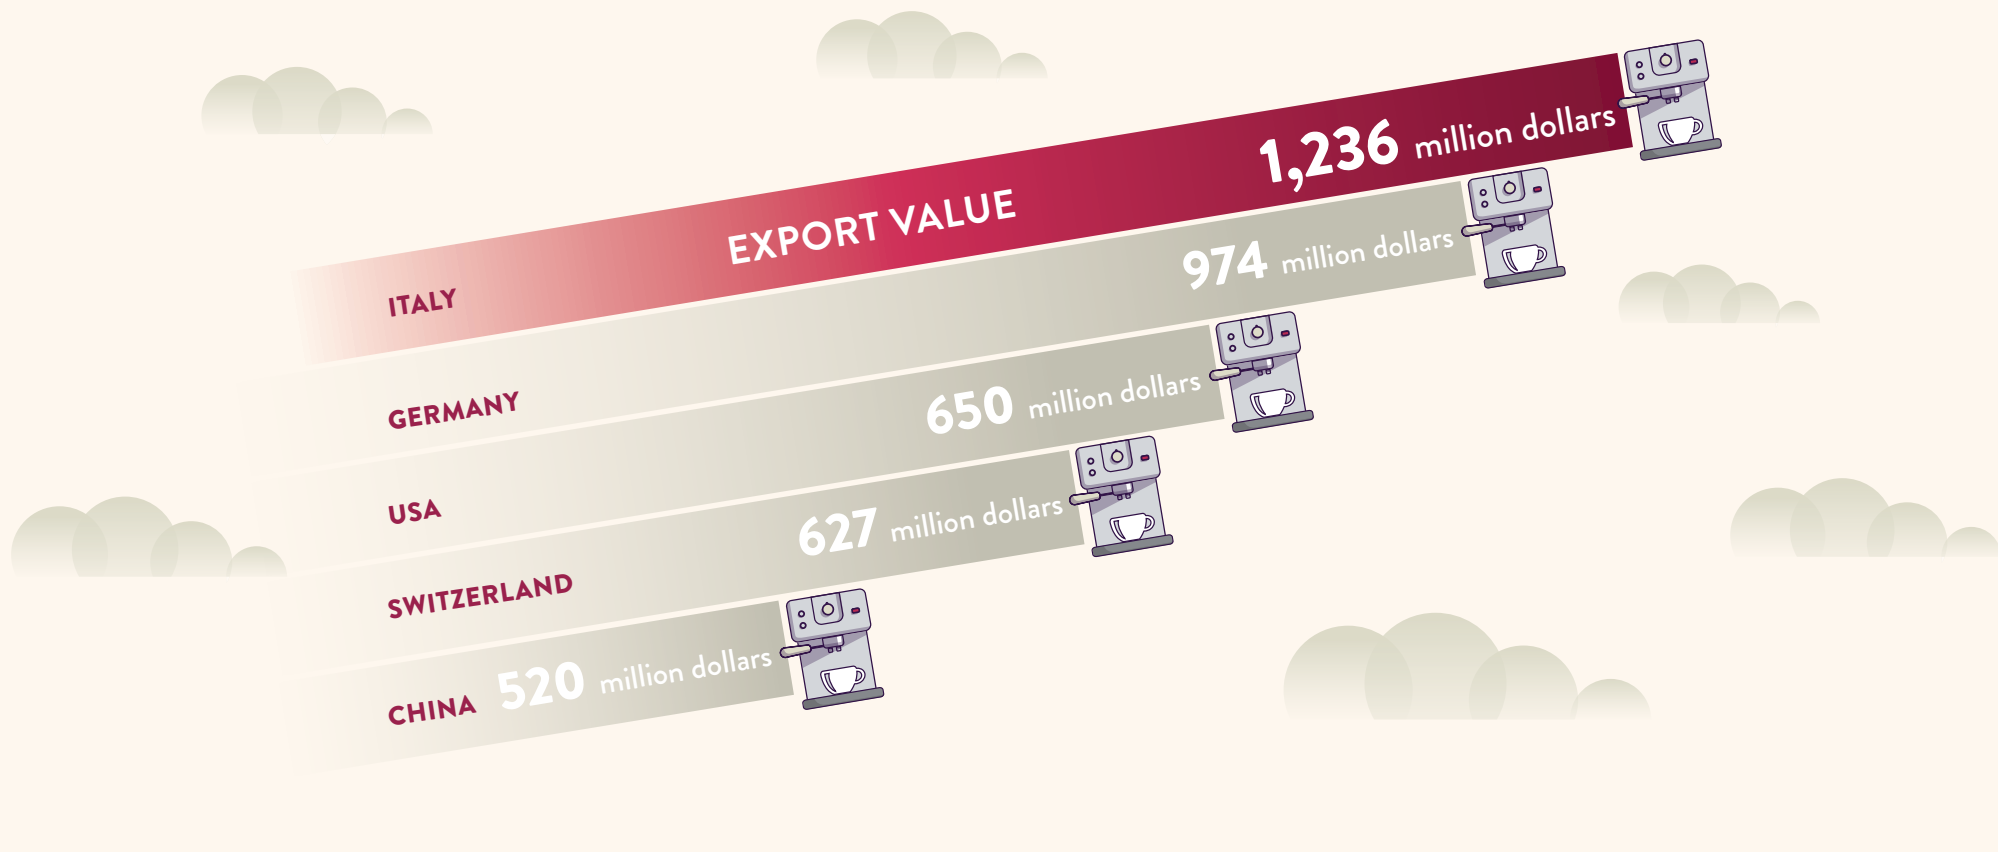 EXPORT VALUE
ITALY 1,236 million dollars
GERMANY 974 million dollars
USA 650 million dollars
SWITZERLAND 627 million dollars
CHINA 520 million dollars